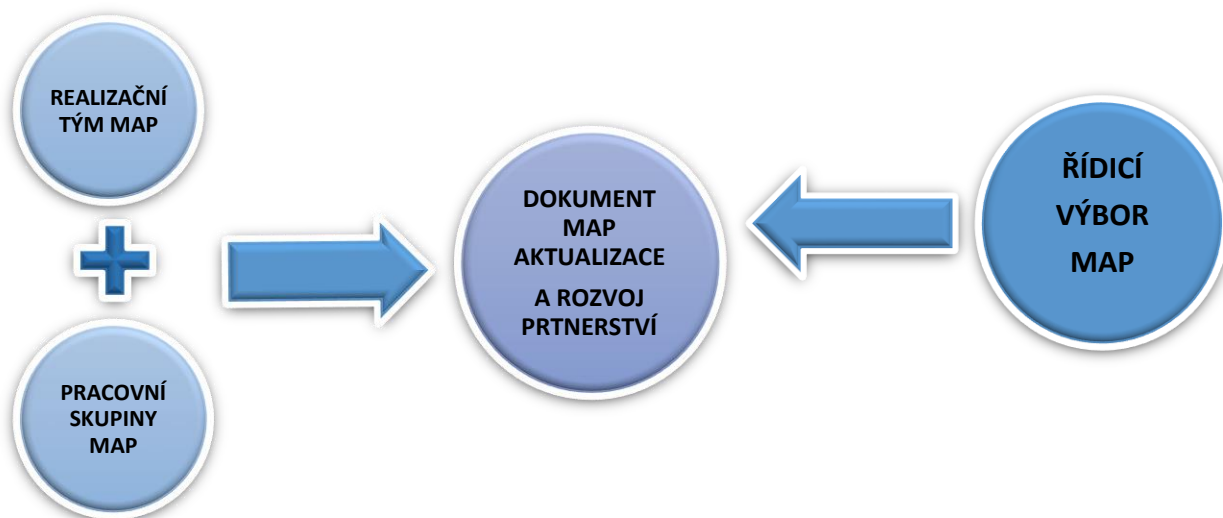 REALIZAČNÍ
TÝM MAP
PRACOVNÍ
SKUPINY
MAP
DOKUMENT
MAP
AKTUALIZACE
A ROZVOJ
PRTNERSTVÍ
ŘÍDICÍ
VÝBOR
MAP